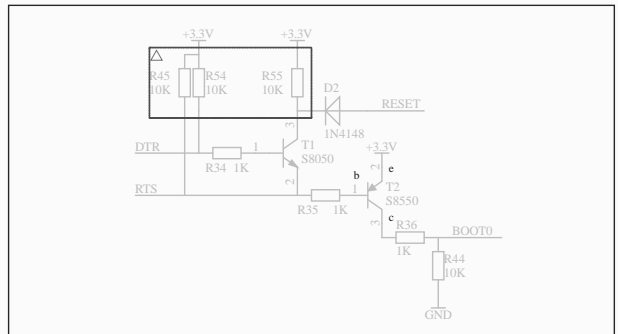 +3.3V
+3.3V
R45
R54
R55
10K
10K
10K
D2
RESET
1N4148
3
DTR
1
T1
S8050
+3.3V
R34 1K
2
e
b
2
RTS
1
T2
S8550
R35 1K
3
c
R36
BOOT0
1K
R44
10K
GND